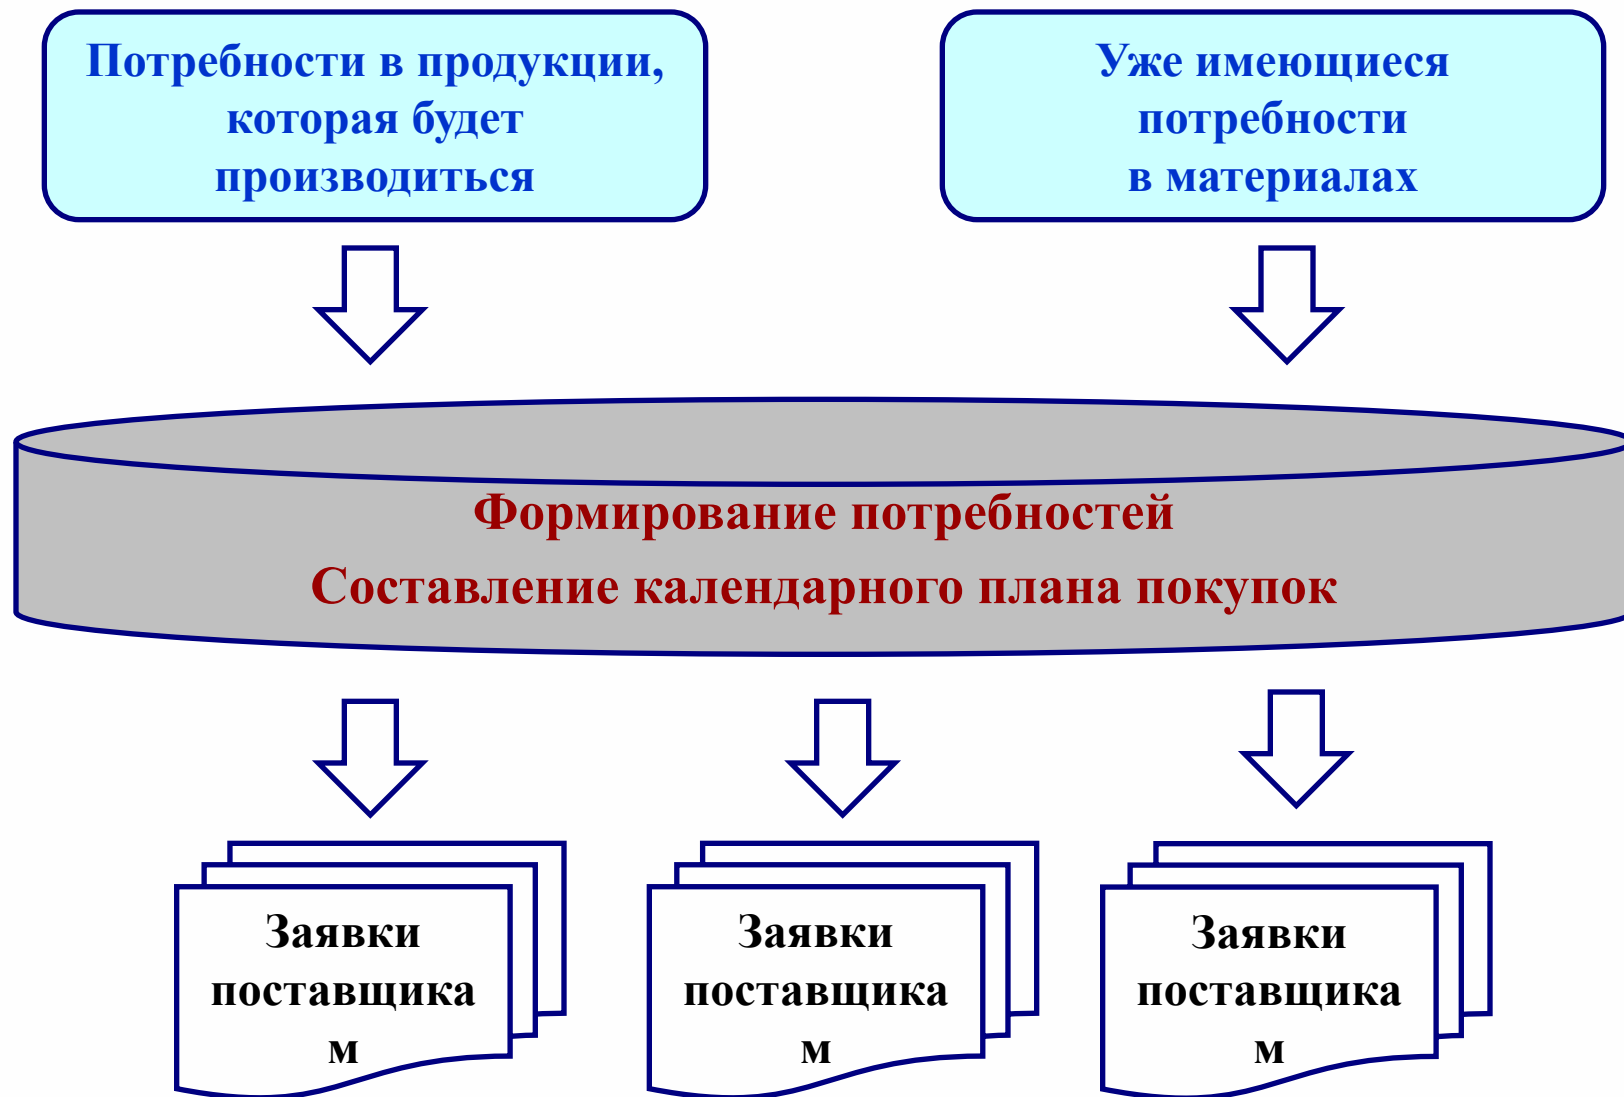 Потребности в продукции,
которая будет
производиться
Уже имеющиеся
потребности
в материалах
Формирование потребностей
Составление календарного плана покупок
Заявки
поставщика
м
Заявки
поставщика
м
Заявки
поставщика
м